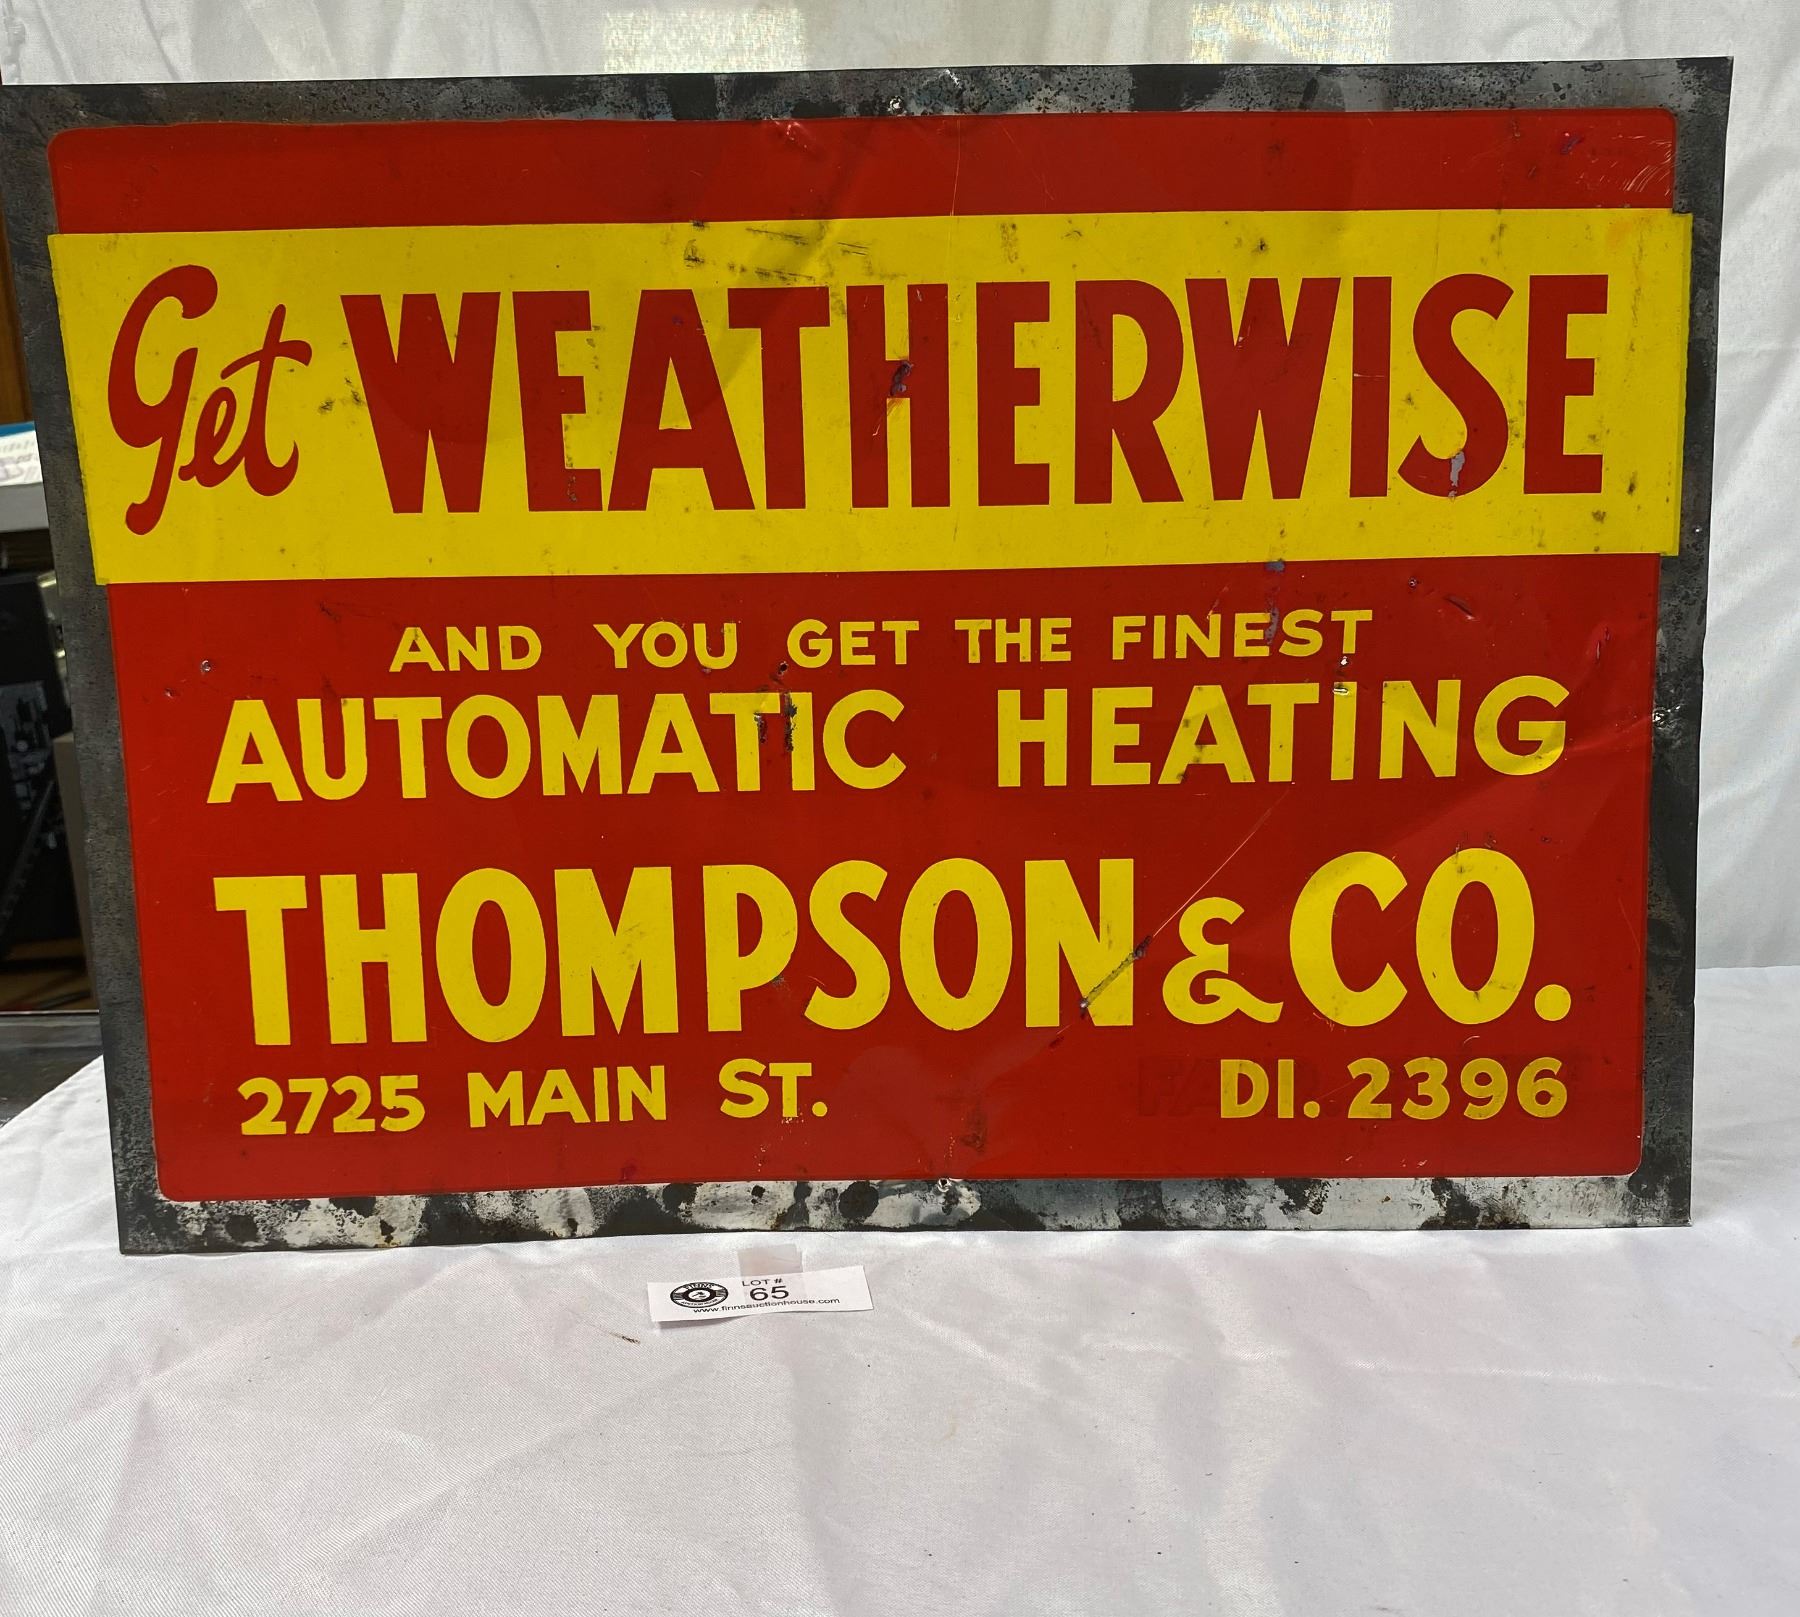 Get WEATHERWISE
AND YOU GET THE FINEST
AUTOMATIC HEATING
THOMPSON & CO.
2725 MAIN ST. DI. 2396
LOT #
65
www.finnsauctionhouse.com